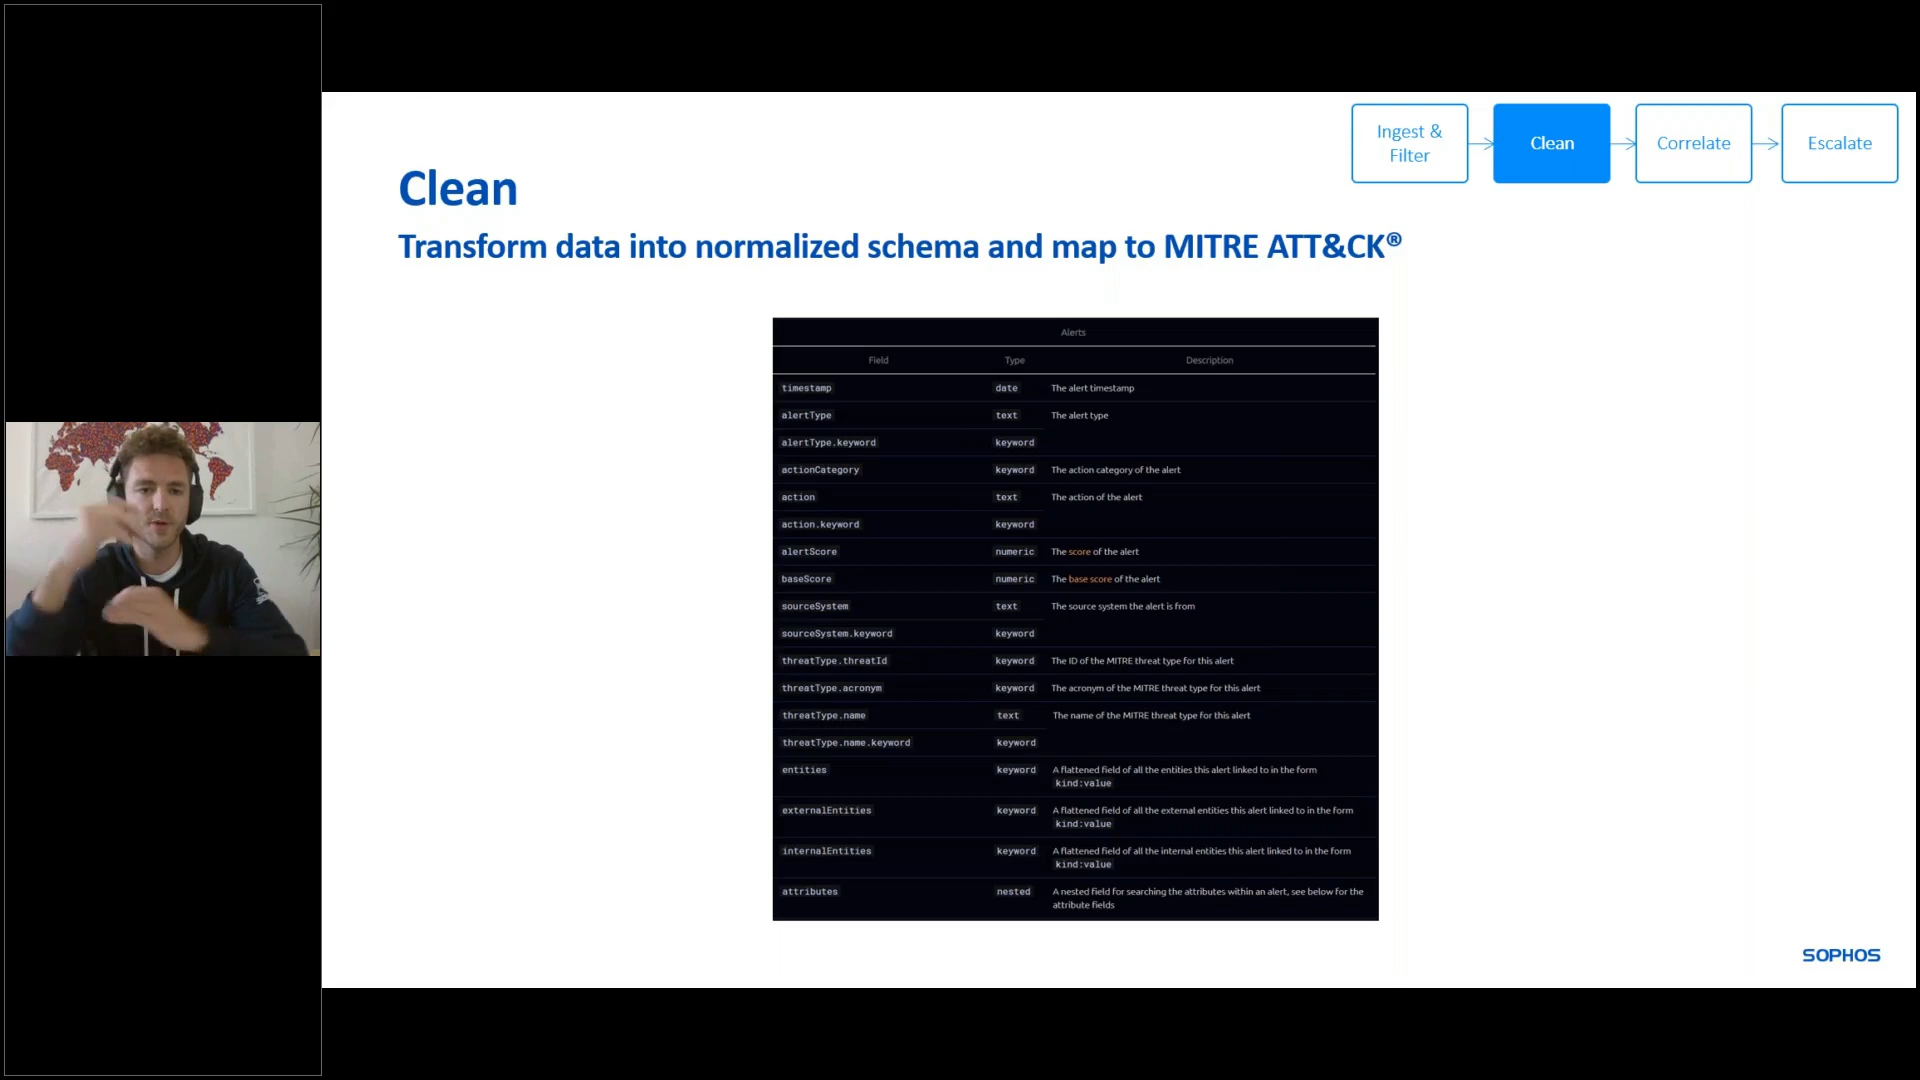 Ingest &
Filter
Clean
Correlate
Escalate
Clean
Transform data into normalized schema and map to MITRE ATT&CK®
Alerts
Field Type Description
timestamp date The alert timestamp
alertType text The alert type
alertType.keyword keyword
actionCategory keyword The action category of the alert
action text The action of the alert
action.keyword keyword
alertScore numeric The score of the alert
baseScore numeric The base score of the alert
sourceSystem text The source system the alert is from
sourceSystem.keyword keyword
threatType.threatId keyword The ID of the MITRE threat type for this alert
threatType.acronym keyword The acronym of the MITRE threat type for this alert
threatType.name text The name of the MITRE threat type for this alert
threatType.name.keyword keyword
entities keyword A flattened field of all the entities this alert linked to in the form
kind:value
externalEntities keyword A flattened field of all the external entities this alert linked to in the form
kind:value
internalEntities keyword A flattened field of all the internal entities this alert linked to in the form
kind:value
attributes nested A nested field for searching the attributes within an alert, see below for the
attribute fields
SOPHOS